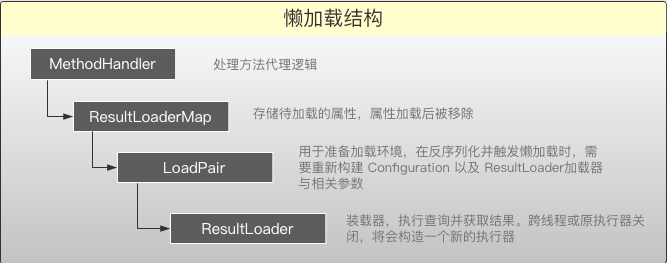 懒加载结构
MethodHandler
处理方法代理逻辑
ResultLoaderMap
存储待加载的属性，属性加载后被移除
LoadPair
用于准备加载环境，在反序列化并触发懒加载时，需
要重新构建 Configuration 以及 ResultLoader加载器
与相关参数
ResultLoader
装载器，执行查询并获取结果。跨线程或原执行器关
闭，将会构造一个新的执行器